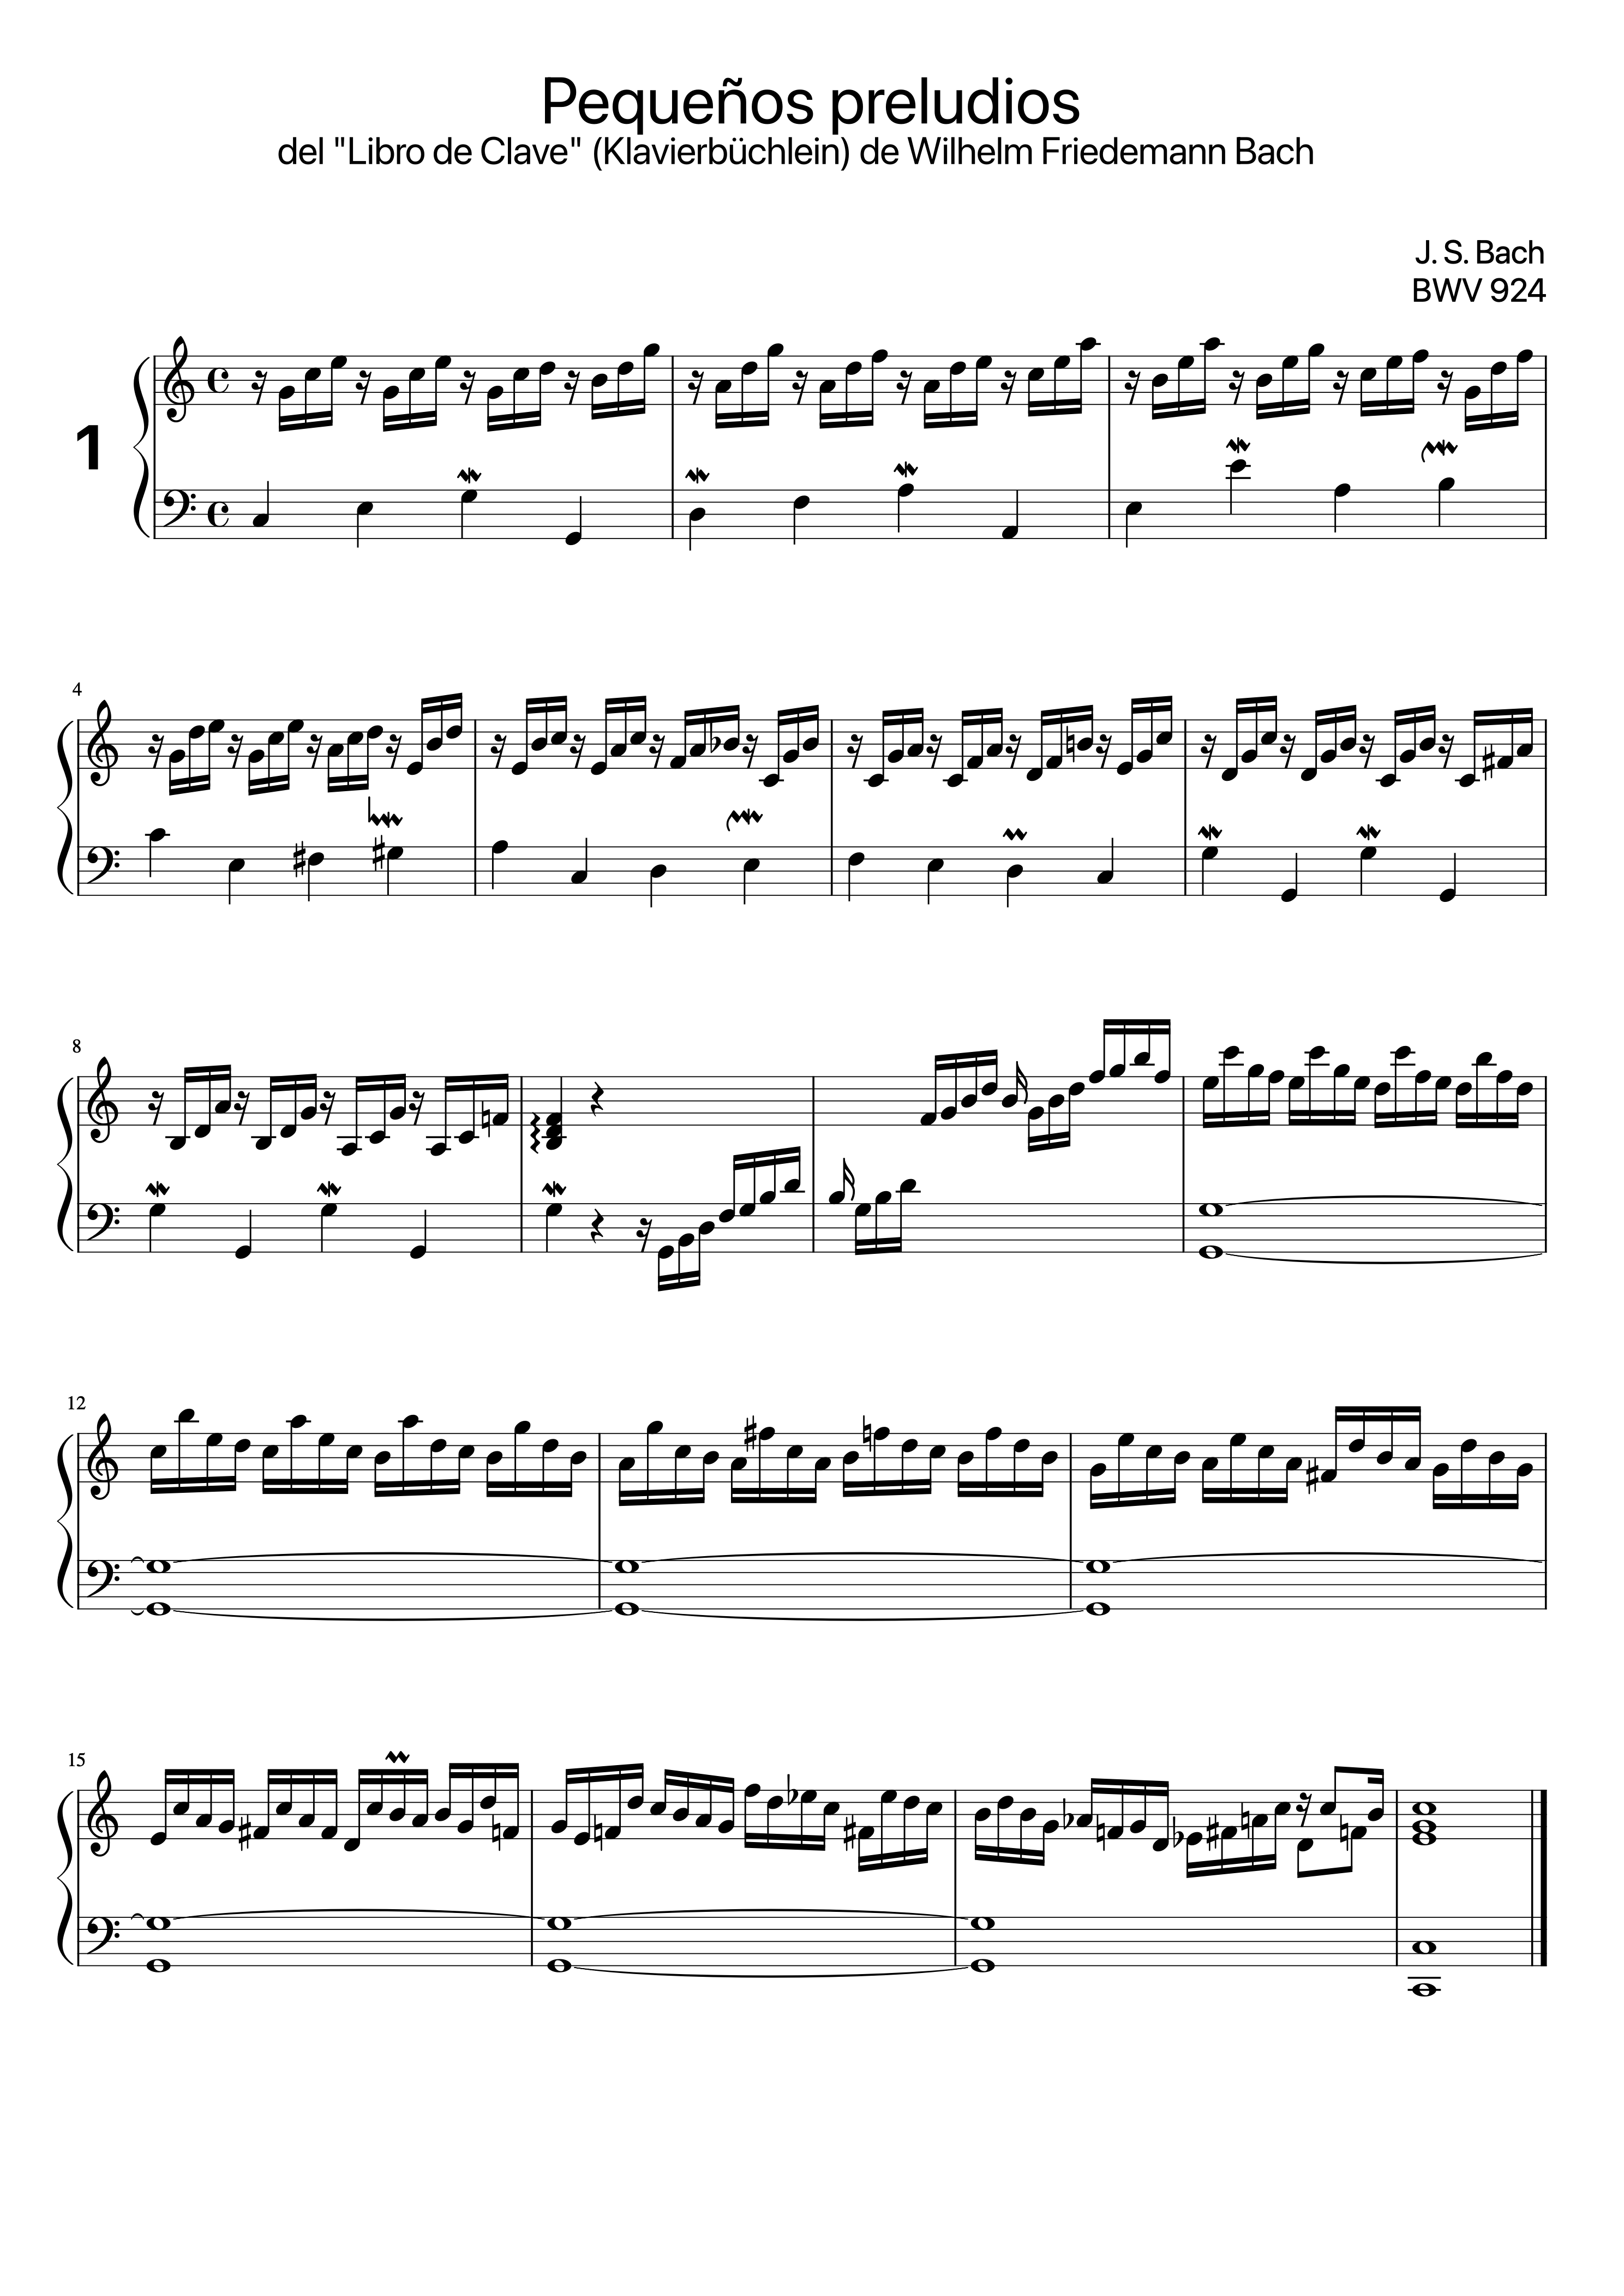 Pequeños preludios
del "Libro de Clave" (Klavierbüchlein) de Wilhelm Friedemann Bach
J. S. Bach
BWV 924
1
4
8
12
15